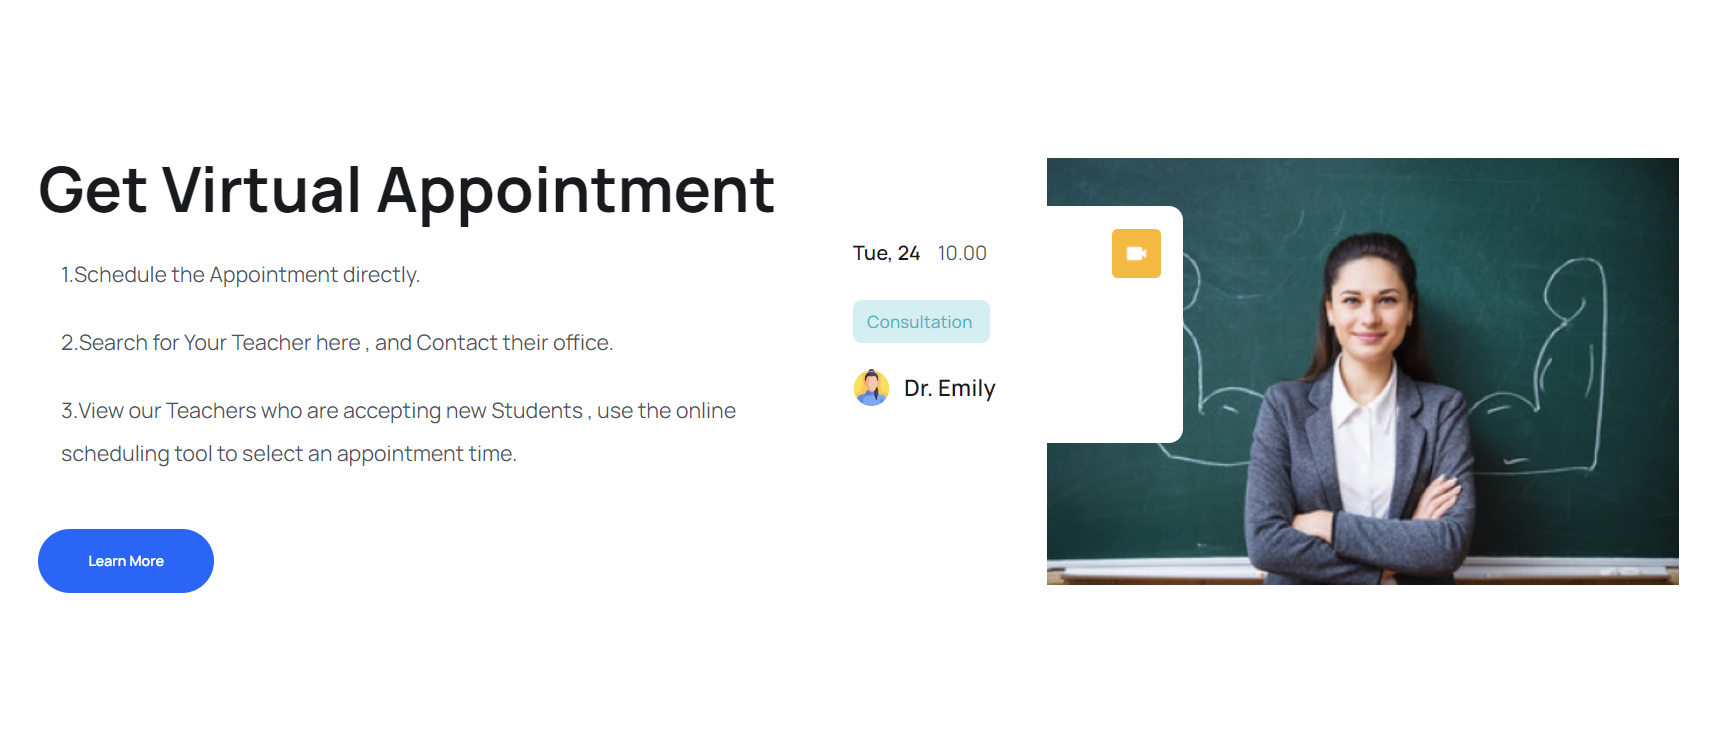 Get Virtual Appointment
1.Schedule the Appointment directly.
2.Search for Your Teacher here , and Contact their office.
3.View our Teachers who are accepting new Students , use the online
scheduling tool to select an appointment time.
Learn More
Tue, 24 10.00
Consultation
Dr. Emily